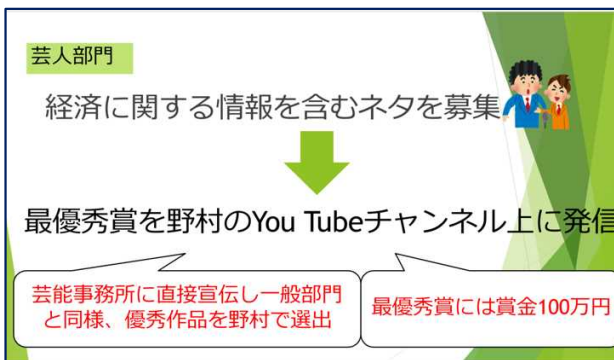 芸人部門
経済に関する情報を含むネタを募集
最優秀賞を野村のYou Tubeチャンネル上に発信
芸能事務所に直接宣伝し一般部門
と同様、優秀作品を野村で選出
最優秀賞には賞金100万円